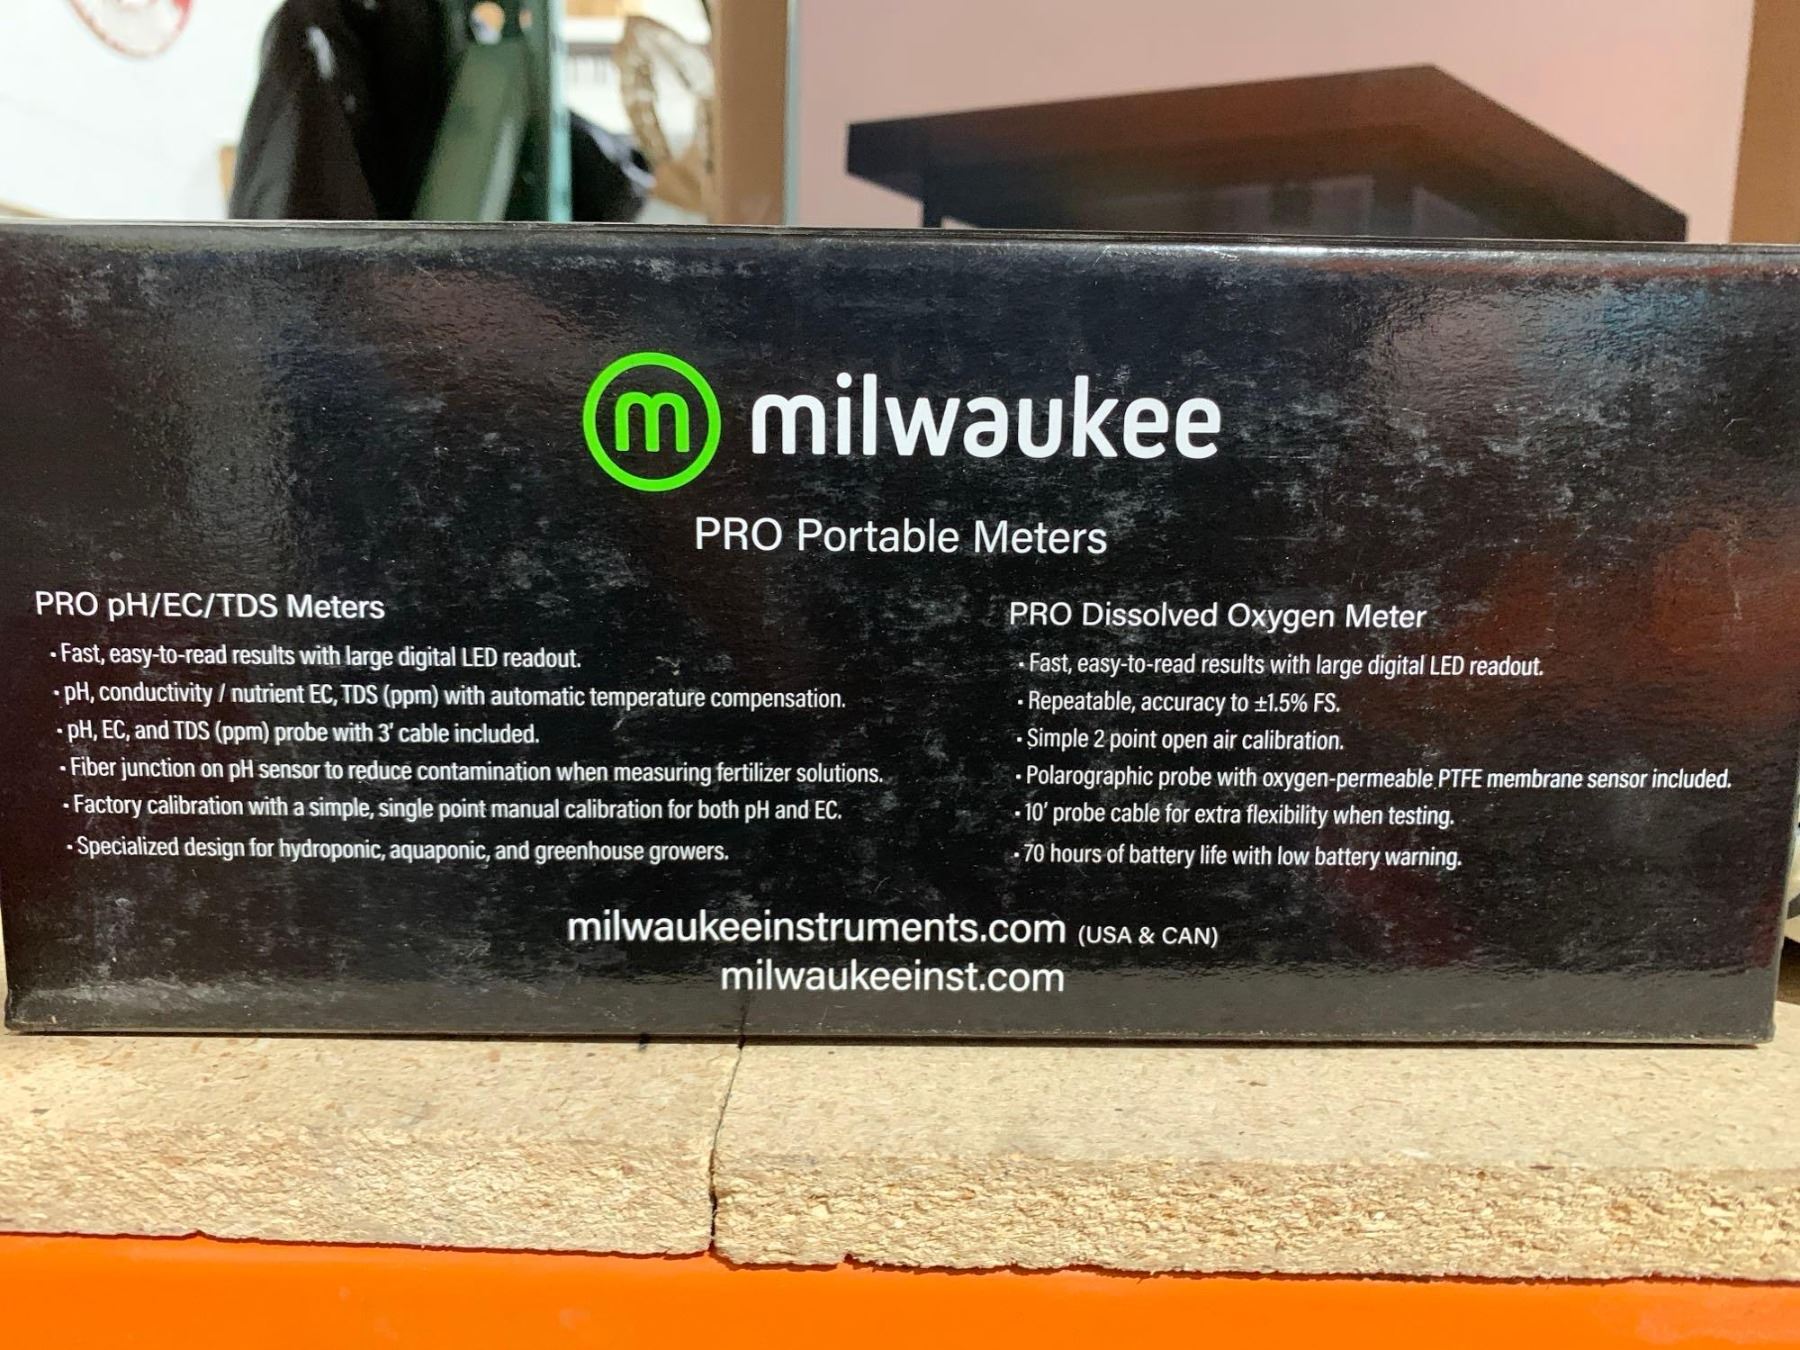 m milwaukee
PRO Portable Meters
PRO pH/EC/TDS Meters
• Fast, easy-to-read results with large digital LED readout.
• pH, conductivity / nutrient EC, TDS (ppm) with automatic temperature compensation.
• pH, EC, and TDS (ppm) probe with 3' cable included.
• Fiber junction on pH sensor to reduce contamination when measuring fertilizer solutions.
• Factory calibration with a simple, single point manual calibration for both pH and EC.
• Specialized design for hydroponic, aquaponic, and greenhouse growers.
PRO Dissolved Oxygen Meter
• Fast, easy-to-read results with large digital LED readout.
• Repeatable, accuracy to ±1.5% FS.
• Simple 2 point open air calibration.
• Polarographic probe with oxygen-permeable PTFE membrane sensor included.
• 10' probe cable for extra flexibility when testing.
• 70 hours of battery life with low battery warning.
milwaukeeinstruments.com (USA & CAN)
milwaukeeinst.com